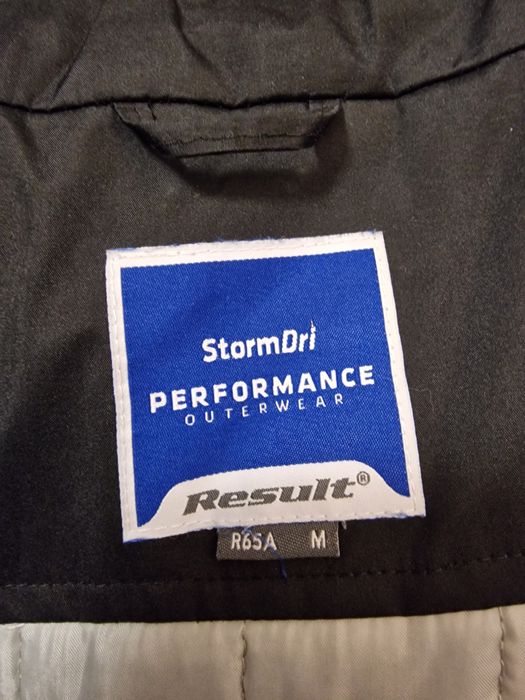 StormDri
PERFORMANCE
OUTERWEAR
Result®
R65A M